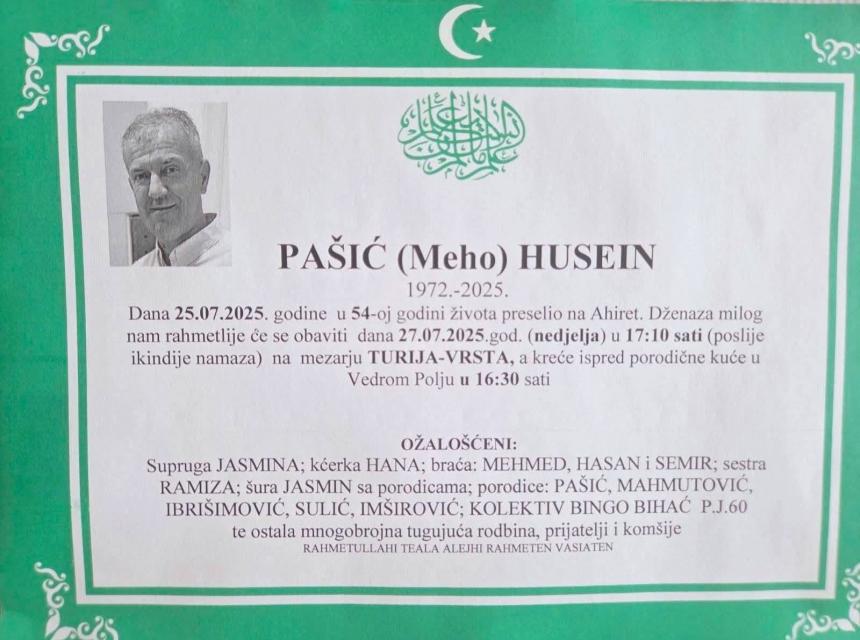 PAŠIĆ (Meho) HUSEIN
1972.-2025.
Dana 25.07.2025. godine u 54-oj godini života preselio na Ahiret. Dženaza milog
nam rahmetlije će se obaviti dana 27.07.2025.god. (nedjelja) u 17:10 sati (poslije
ikindije namaza) na mezarju TURIJA-VRSTA, a kreće ispred porodične kuće u
Vedrom Polju u 16:30 sati
OŽALOŠĆENI:
Supruga JASMINA; kćerka HANA; braća: MEHMED, HASAN i SEMIR; sestra
RAMIZA; šura JASMIN sa porodicama; porodice: PAŠIĆ, MAHMUTOVIĆ,
IBRIŠIMOVIĆ, SULIĆ, IMŠIROVIĆ; KOLEKTIV BINGO BIHAĆ P.J.60
te ostala mnogobrojna tugujuća rodbina, prijatelji i komšije
RAHMETULLAHI TEALA ALEJHI RAHMETEN VASIATEN